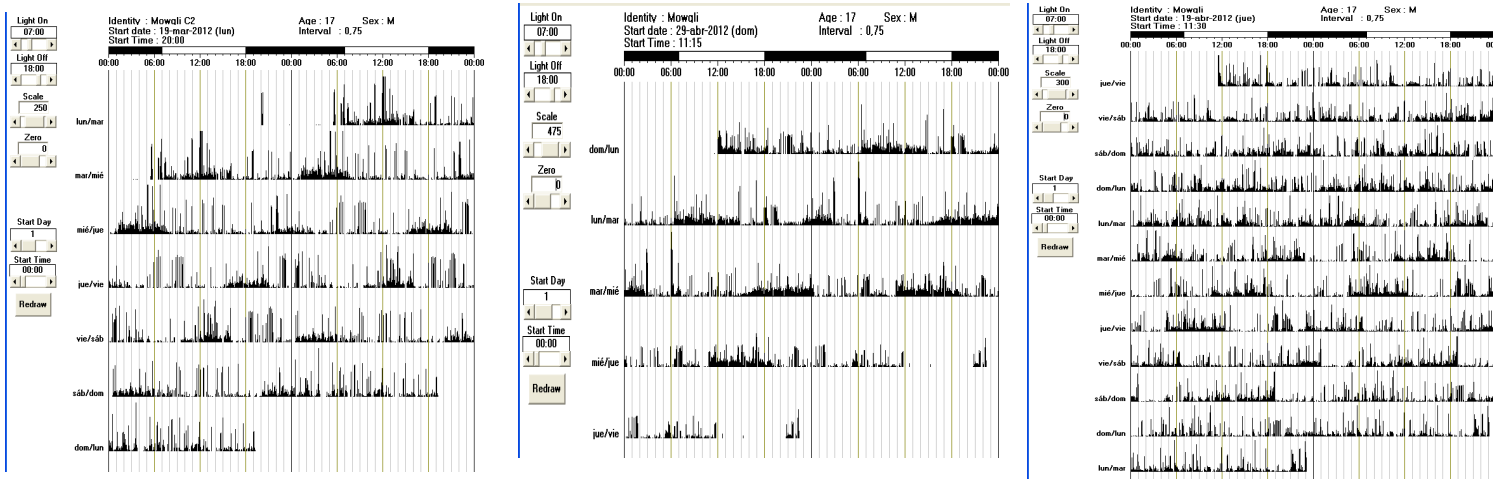 Light On
07:00
Light Off
18:00
Scale
250
Zero
0
Start Day
1
Start Time
00:00
Redraw
Identity : Mowgli C2 Age : 17 Sex : M
Start date : 19-mar-2012 (lun) Interval : 0,75
Start Time : 20:00
00:00 06:00 12:00 18:00 00:00 06:00 12:00 18:00 00:00
lun/mar
mar/mié
mié/jue
jue/vie
vie/sáb
sáb/dom
dom/lun
Light On
07:00
Light Off
18:00
Scale
475
Zero
0
Start Day
1
Start Time
00:00
Redraw
Identity : Mowgli Age : 17 Sex : M
Start date : 29-abr-2012 (dom) Interval : 0,75
Start Time : 11:15
00:00 06:00 12:00 18:00 00:00 06:00 12:00 18:00 00:00
dom/lun
lun/mar
mar/mié
mié/jue
jue/vie
Light On
07:00
Light Off
18:00
Scale
300
Zero
0
Start Day
1
Start Time
00:00
Redraw
Identity : Mowgli Age : 17 Sex : M
Start date : 19-abr-2012 (jue) Interval : 0,75
Start Time : 11:30
00:00 06:00 12:00 18:00 00:00 06:00 12:00 18:00
jue/vie
vie/sáb
sáb/dom
dom/lun
lun/mar
mar/mié
mié/jue
jue/vie
vie/sáb
sáb/dom
dom/lun
lun/mar